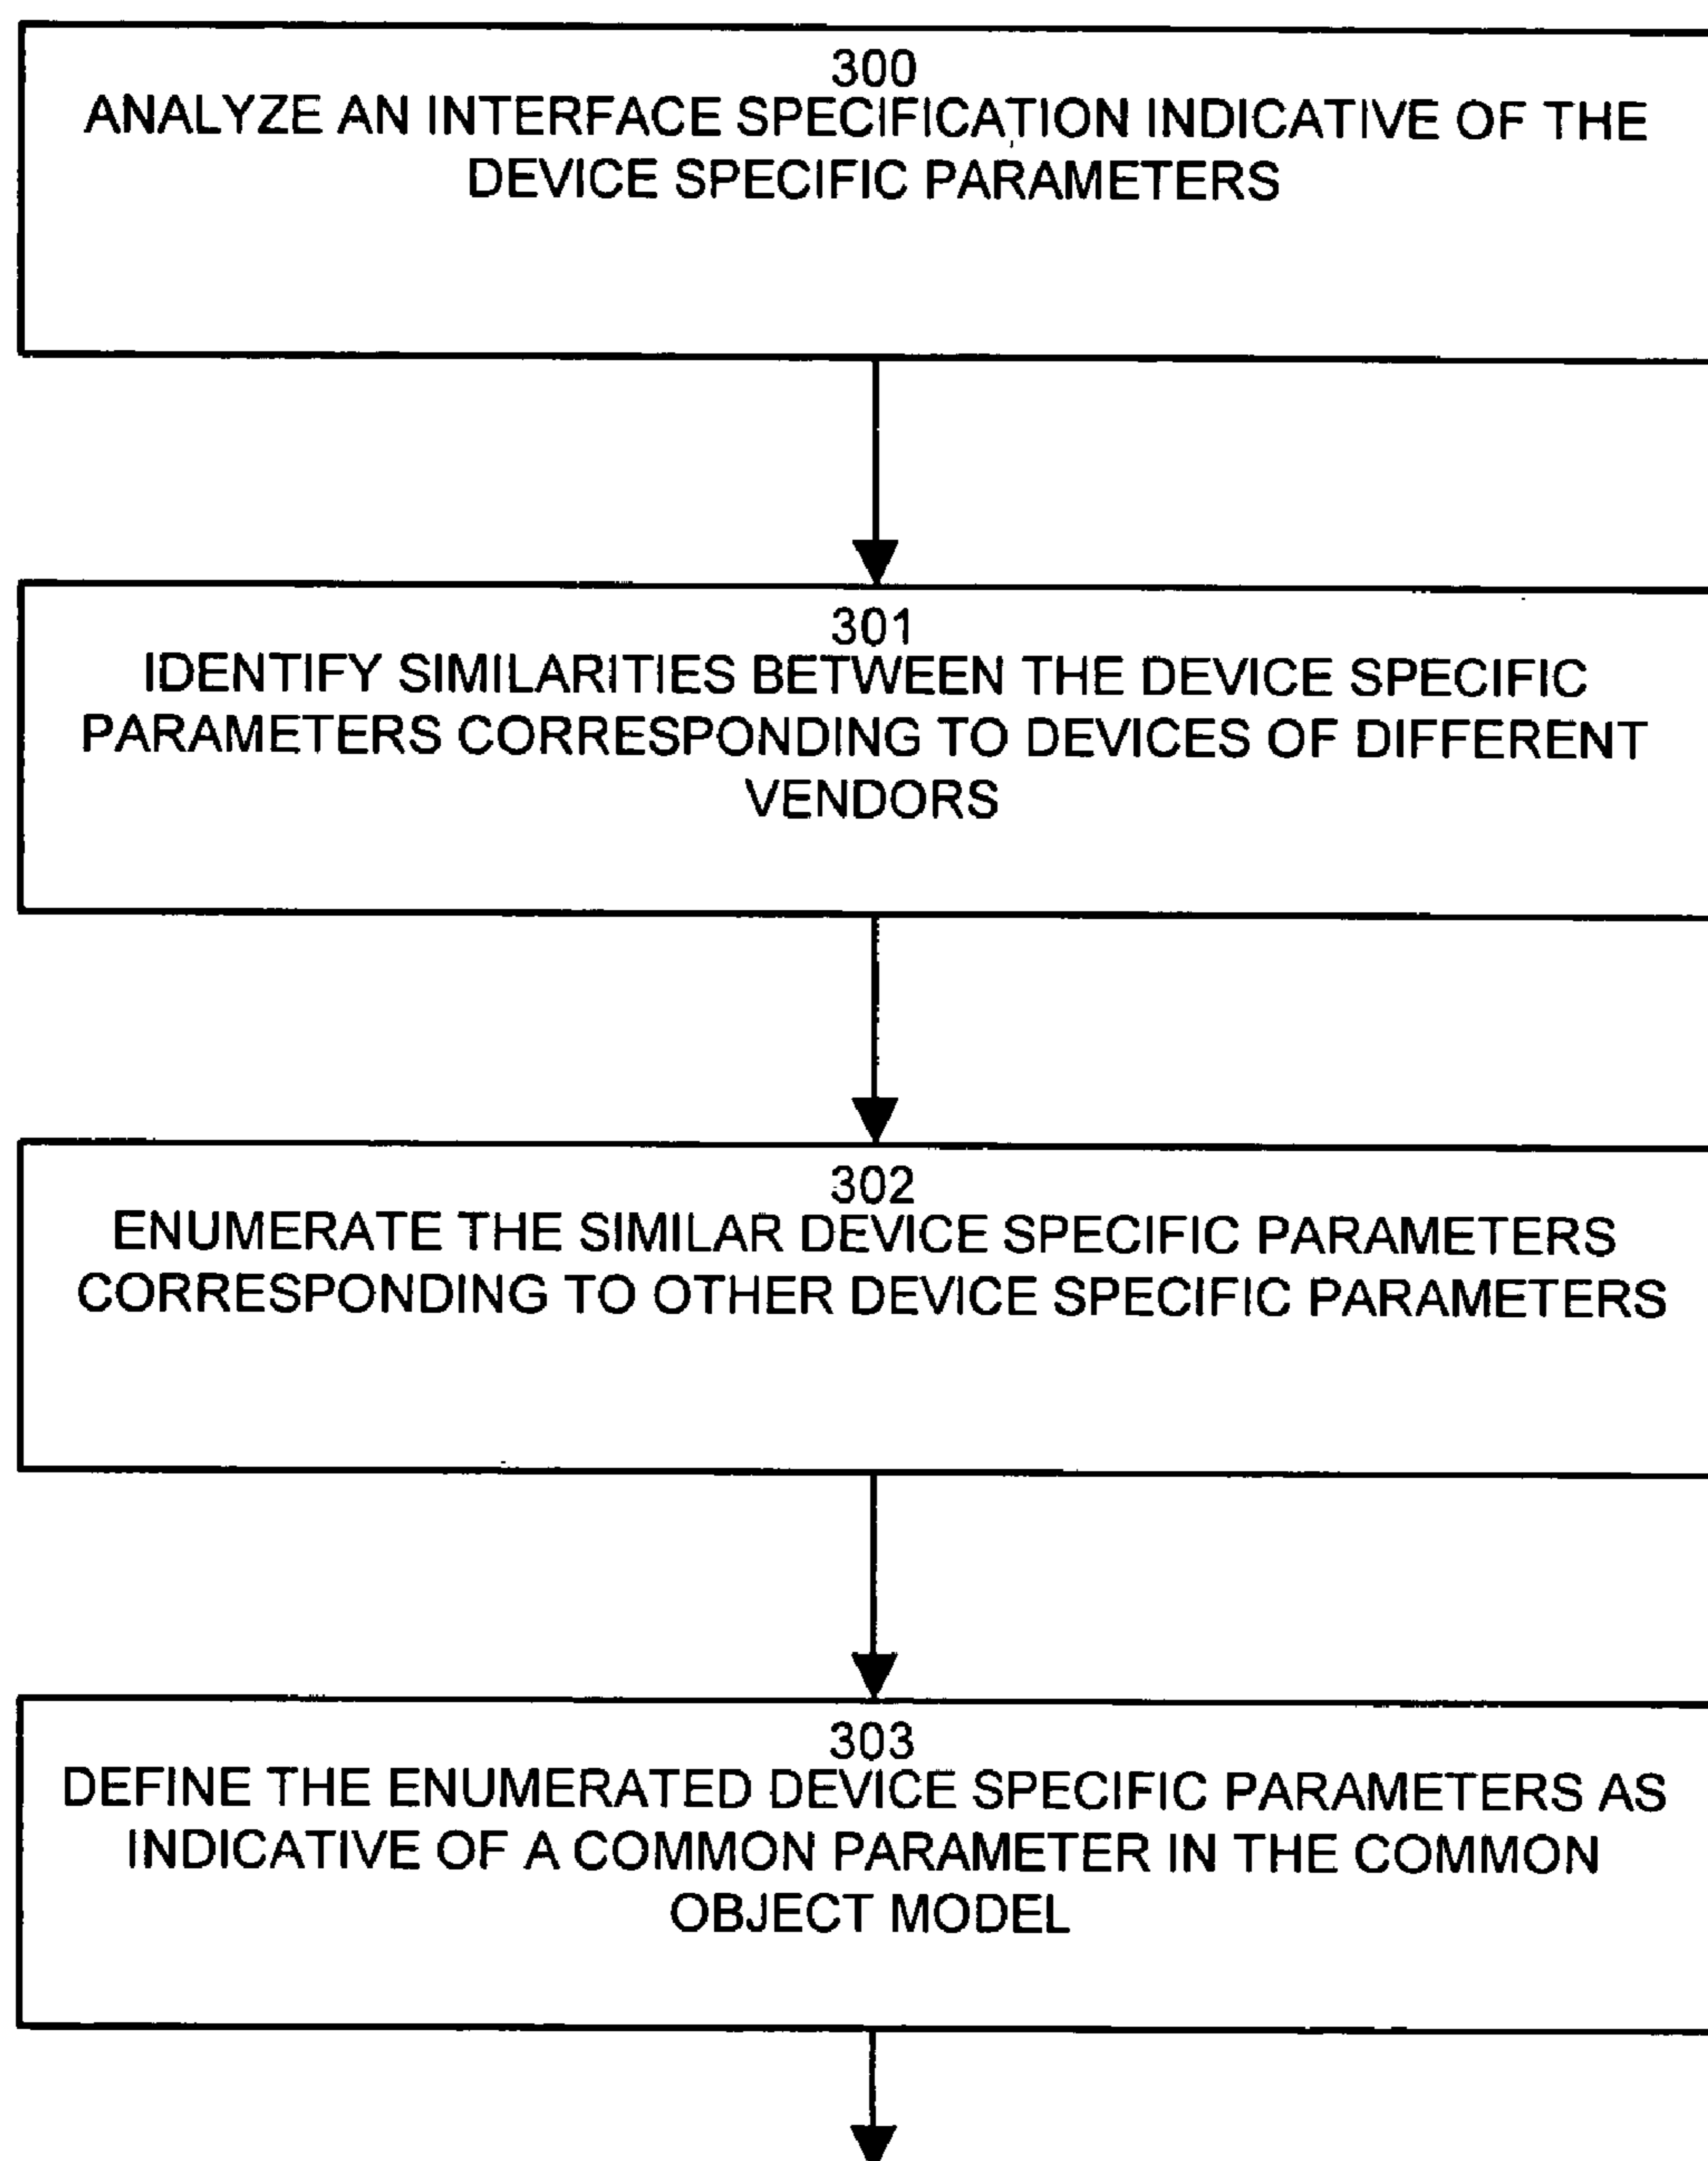 300
ANALYZE AN INTERFACE SPECIFICATION INDICATIVE OF THE
DEVICE SPECIFIC PARAMETERS
301
IDENTIFY SIMILARITIES BETWEEN THE DEVICE SPECIFIC
PARAMETERS CORRESPONDING TO DEVICES OF DIFFERENT
VENDORS
302
ENUMERATE THE SIMILAR DEVICE SPECIFIC PARAMETERS
CORRESPONDING TO OTHER DEVICE SPECIFIC PARAMETERS
303
DEFINE THE ENUMERATED DEVICE SPECIFIC PARAMETERS AS
INDICATIVE OF A COMMON PARAMETER IN THE COMMON
OBJECT MODEL